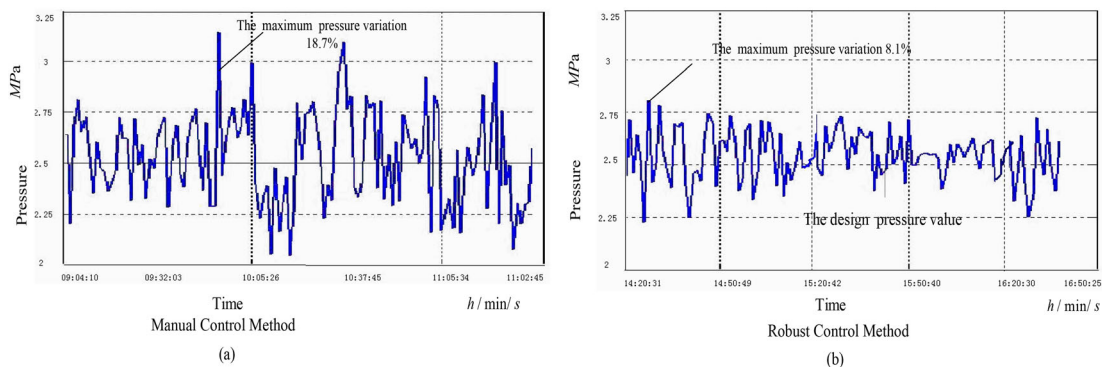 3.25
3
2.75
2.5
2.25
2
MPa
Pressure
The maximum pressure variation
18.7%
09:04:10 09:32:03 10:05:26 10:37:45 11:05:34 11:02:45
Time
h / min/ s
Manual Control Method
(a)
3.25
3
2.75
2.5
2.25
2
MPa
Pressure
The maximum pressure variation 8.1%
The design pressure value
14:20:31 14:50:49 15:20:42 15:50:40 16:20:30 16:50:25
Time
h / min/ s
Robust Control Method
(b)